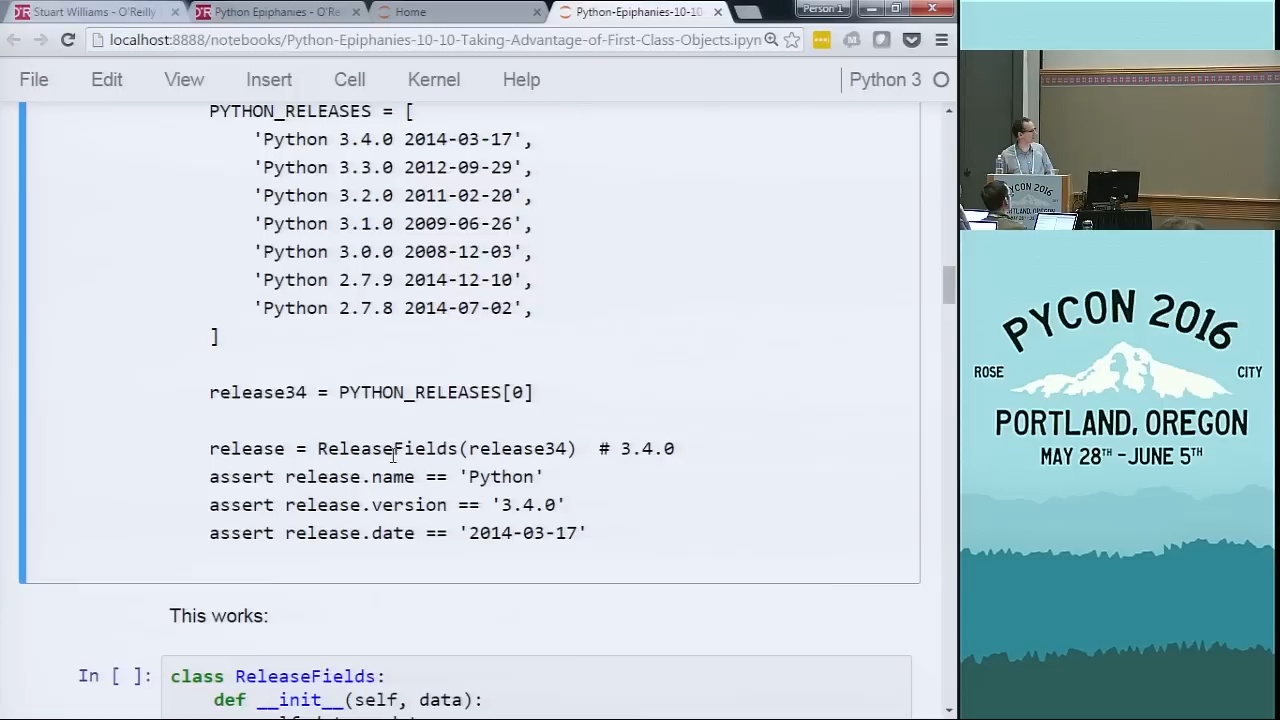 Stuart Williams - O'Reilly
Python Epiphanies - O'Re
Home
Python-Epiphanies-10-10
Person 1
localhost:8888/notebooks/Python-Epiphanies-10-10-Taking-Advantage-of-First-Class-Objects.ipyn
File Edit View Insert Cell Kernel Help Python 3
PYTHON_RELEASES = [
'Python 3.4.0 2014-03-17',
'Python 3.3.0 2012-09-29',
'Python 3.2.0 2011-02-20',
'Python 3.1.0 2009-06-26',
'Python 3.0.0 2008-12-03',
'Python 2.7.9 2014-12-10',
'Python 2.7.8 2014-07-02',
]
release34 = PYTHON_RELEASES[0]
release = ReleaseFields(release34) # 3.4.0
assert release.name == 'Python'
assert release.version == '3.4.0'
assert release.date == '2014-03-17'
This works:
In [ ]: class ReleaseFields:
def __init__(self, data):
PYCON 2016
PORTLAND, OREGON
PYCON 2016
ROSE CITY
PORTLAND, OREGON
MAY 28TH - JUNE 5TH